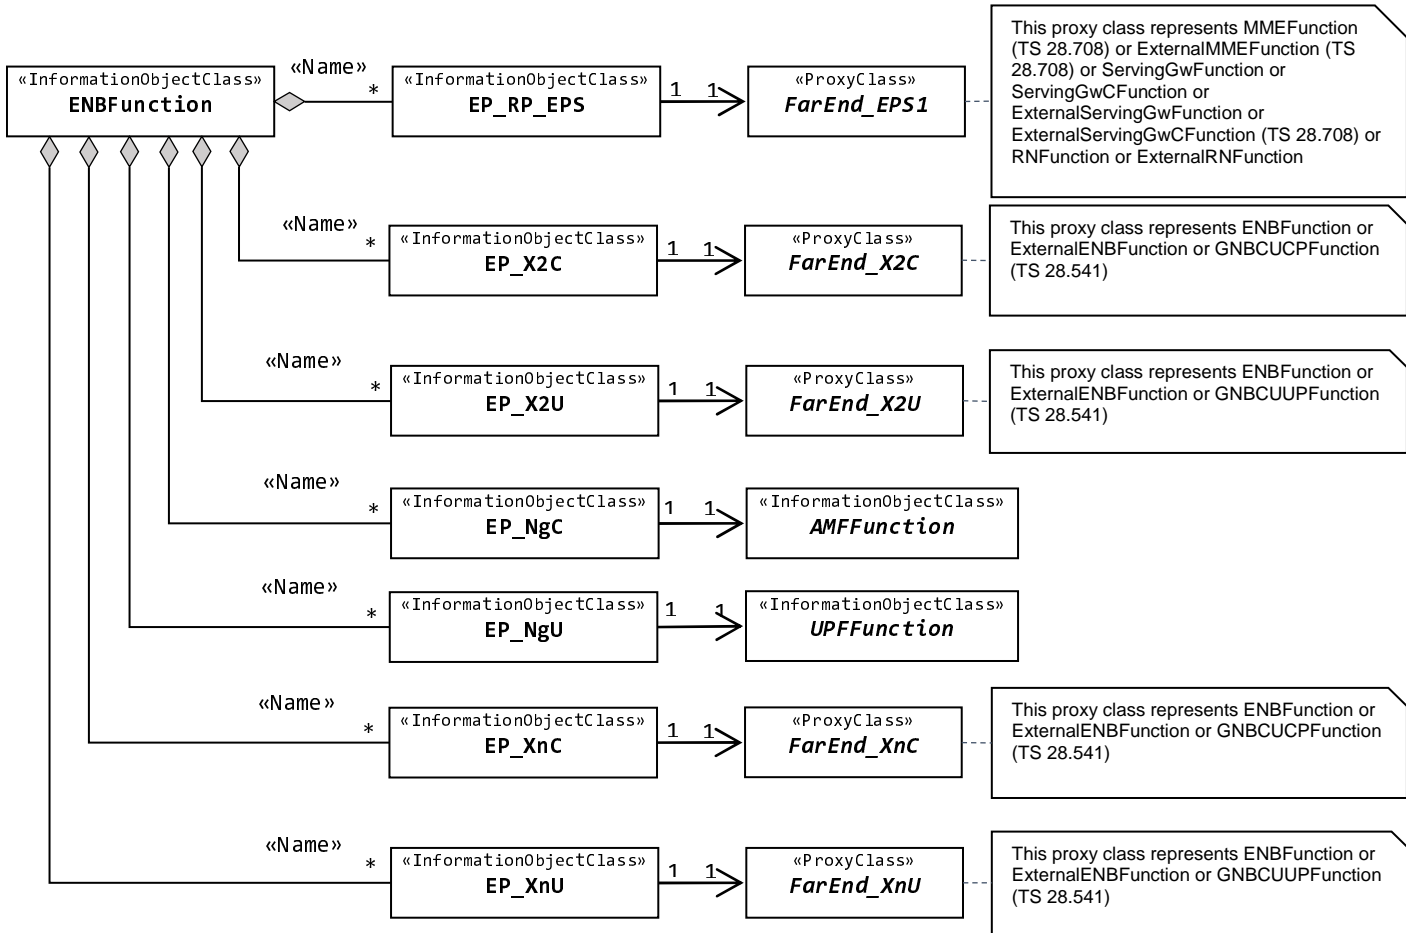 «InformationObjectClass»
ENBFunction
«Name»
*
«InformationObjectClass»
EP_RP_EPS
1
1
«ProxyClass»
FarEnd_EPS1
This proxy class represents MMEFunction
(TS 28.708) or ExternalMMEFunction (TS
28.708) or ServingGwFunction or
ServingGwCFunction or
ExternalServingGwFunction or
ExternalServingGwCFunction (TS 28.708) or
RNFunction or ExternalRNFunction
«Name»
*
«InformationObjectClass»
EP_X2C
1
1
«ProxyClass»
FarEnd_X2C
This proxy class represents ENBFunction or
ExternalENBFunction or GNBCUCPFunction
(TS 28.541)
«Name»
*
«InformationObjectClass»
EP_X2U
1
1
«ProxyClass»
FarEnd_X2U
This proxy class represents ENBFunction or
ExternalENBFunction or GNBCUUPFunction
(TS 28.541)
«Name»
*
«InformationObjectClass»
EP_NgC
1
1
«InformationObjectClass»
AMFFunction
«Name»
*
«InformationObjectClass»
EP_NgU
1
1
«InformationObjectClass»
UPFFunction
«Name»
*
«InformationObjectClass»
EP_XnC
1
1
«ProxyClass»
FarEnd_XnC
This proxy class represents ENBFunction or
ExternalENBFunction or GNBCUCPFunction
(TS 28.541)
«Name»
*
«InformationObjectClass»
EP_XnU
1
1
«ProxyClass»
FarEnd_XnU
This proxy class represents ENBFunction or
ExternalENBFunction or GNBCUUPFunction
(TS 28.541)